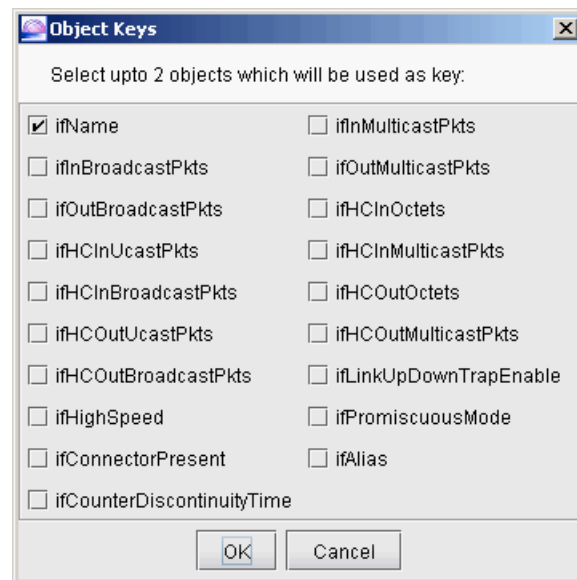 Object Keys
Select upto 2 objects which will be used as key:
ifName ifInMulticastPkts
ifInBroadcastPkts ifOutMulticastPkts
ifOutBroadcastPkts ifHCInOctets
ifHCInUcastPkts ifHCInMulticastPkts
ifHCInBroadcastPkts ifHCOutOctets
ifHCOutUcastPkts ifHCOutMulticastPkts
ifHCOutBroadcastPkts ifLinkUpDownTrapEnable
ifHighSpeed ifPromiscuousMode
ifConnectorPresent ifAlias
ifCounterDiscontinuityTime
OK Cancel